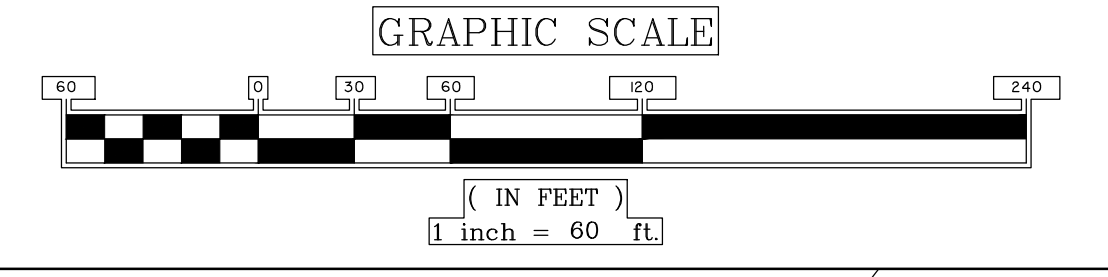 GRAPHIC SCALE
60 0 30 60 120 240
( IN FEET )
1 inch = 60 ft.